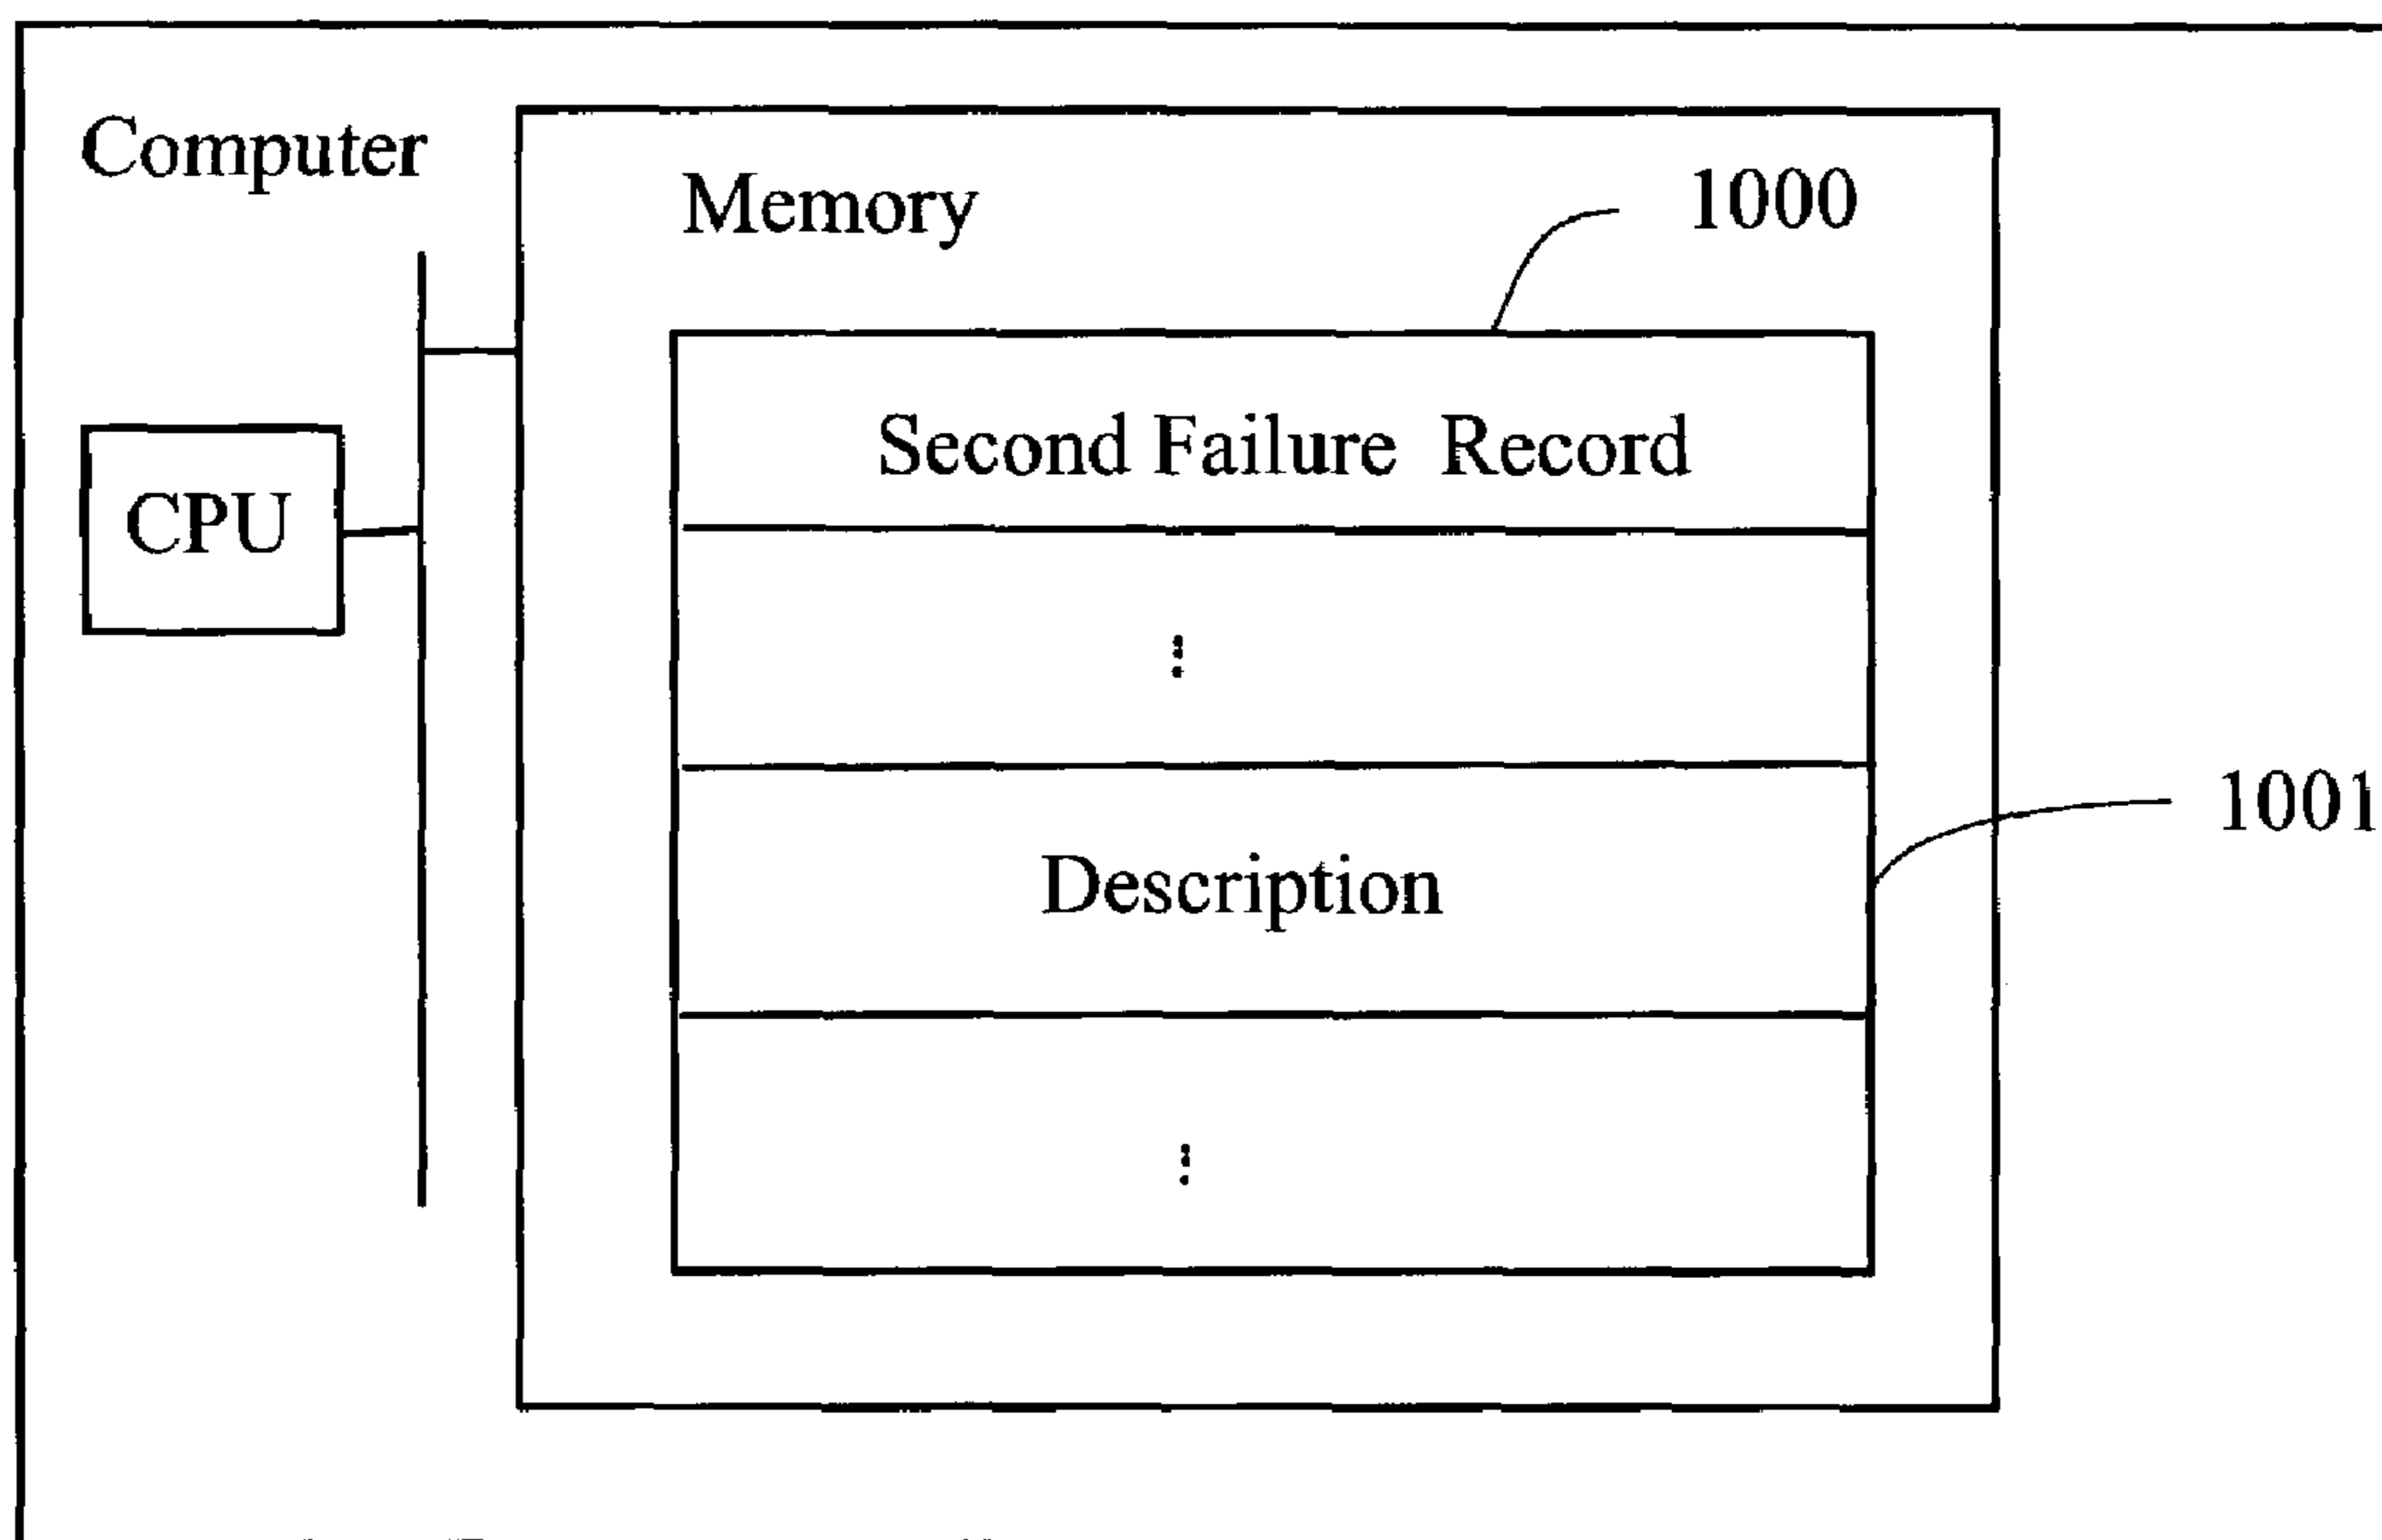 Computer
Memory
1000
Second Failure Record
CPU
⋮
1001
Description
⋮